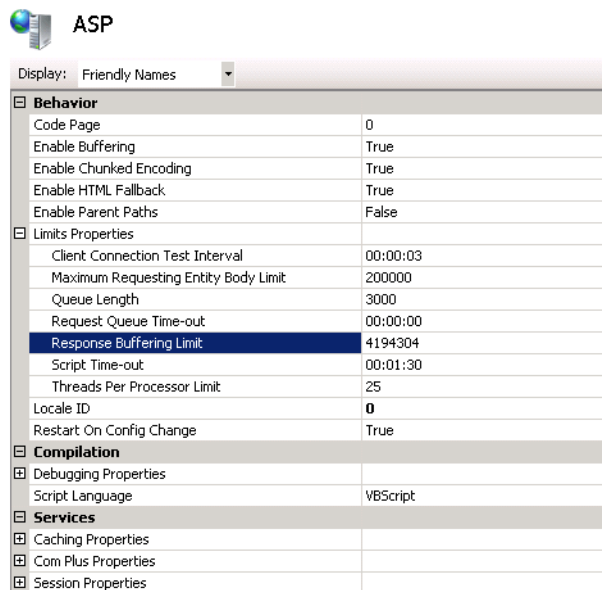 ASP
Display: Friendly Names
Behavior
Code Page 0
Enable Buffering True
Enable Chunked Encoding True
Enable HTML Fallback True
Enable Parent Paths False
Limits Properties
Client Connection Test Interval 00:00:03
Maximum Requesting Entity Body Limit 200000
Queue Length 3000
Request Queue Time-out 00:00:00
Response Buffering Limit 4194304
Script Time-out 00:01:30
Threads Per Processor Limit 25
Locale ID 0
Restart On Config Change True
Compilation
Debugging Properties
Script Language VBScript
Services
Caching Properties
Com Plus Properties
Session Properties